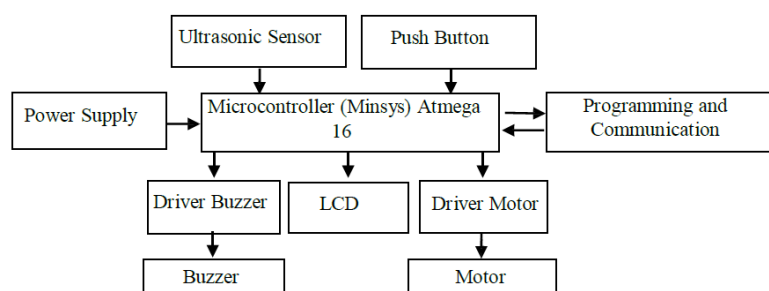 Ultrasonic Sensor
Push Button
Power Supply
Microcontroller (Minsys) Atmega
16
Programming and
Communication
Driver Buzzer
LCD
Driver Motor
Buzzer
Motor